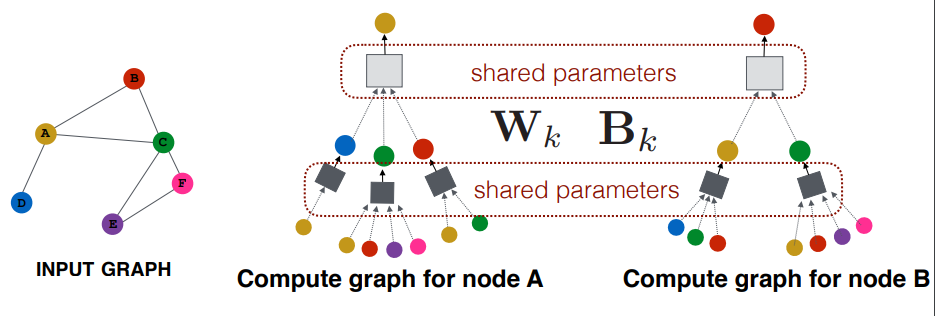 B
A
C
F
D
E
INPUT GRAPH
shared parameters
W_k B_k
shared parameters
Compute graph for node A
Compute graph for node B